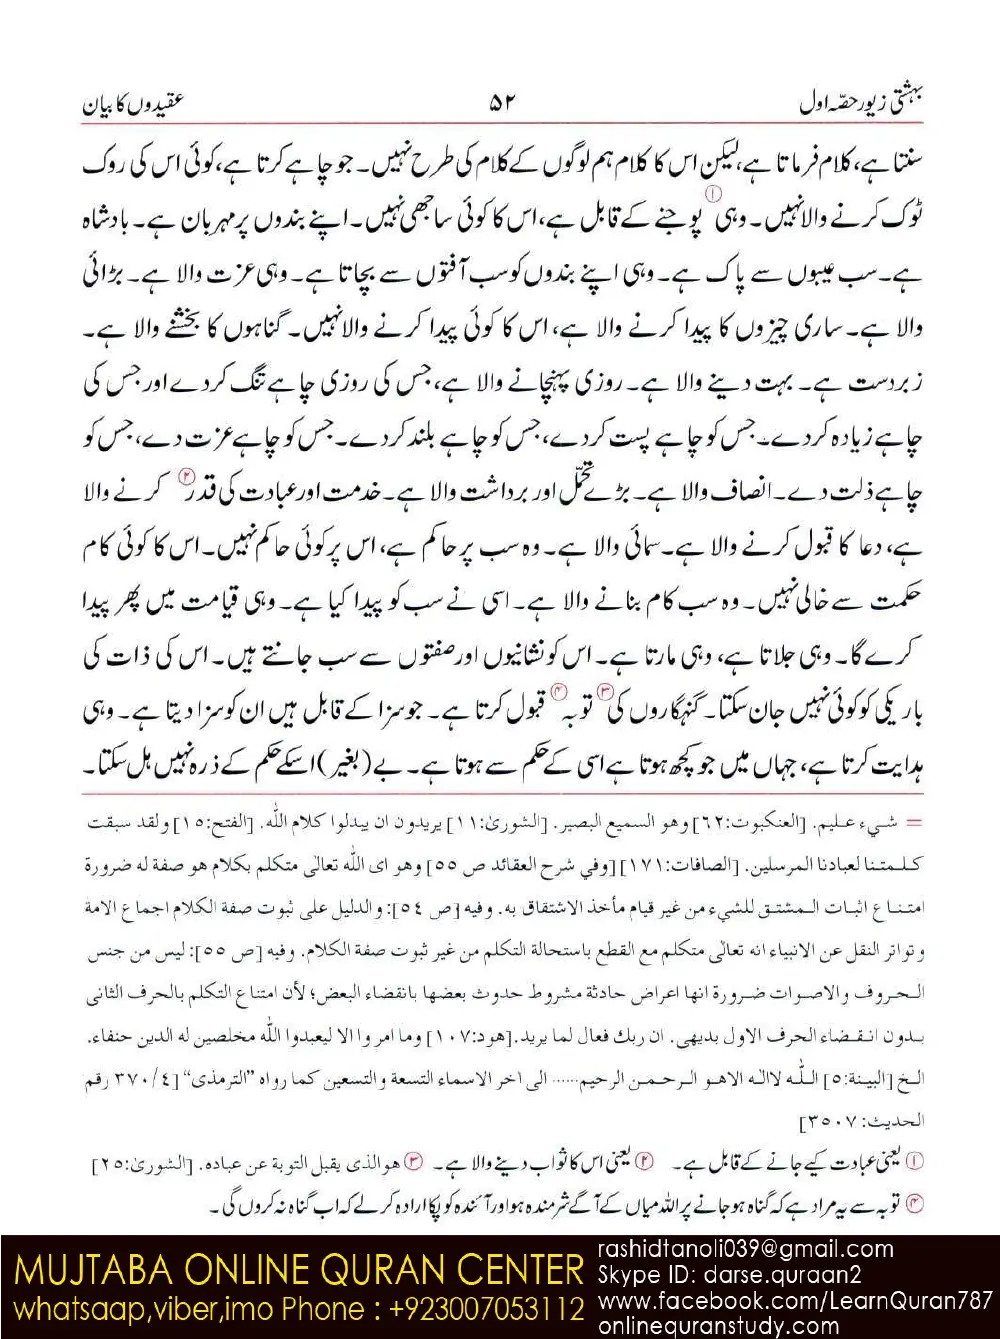 بہشتی زیور حصّہ اول ۵۲ عقیدوں کا بیان
سنتا ہے، کلام فرماتا ہے، لیکن اس کا کلام ہم لوگوں کے کلام کی طرح نہیں۔ جو چاہے کرتا ہے، کوئی اس کی روک
ٹوک کرنے والا نہیں۔ وہی ① پوجنے کے قابل ہے، اس کا کوئی ساجھی نہیں۔ اپنے بندوں پر مہربان ہے۔ بادشاہ
ہے۔ سب عیبوں سے پاک ہے۔ وہی اپنے بندوں کو سب آفتوں سے بچاتا ہے۔ وہی عزت والا ہے۔ بڑائی
والا ہے۔ ساری چیزوں کا پیدا کرنے والا ہے، اس کا کوئی پیدا کرنے والا نہیں۔ گناہوں کا بخشنے والا ہے۔
زبردست ہے۔ بہت دینے والا ہے۔ روزی پہنچانے والا ہے، جس کی روزی چاہے تنگ کردے اور جس کی
چاہے زیادہ کردے۔ جس کو چاہے پست کردے، جس کو چاہے بلند کردے۔ جس کو چاہے عزت دے، جس کو
چاہے ذلت دے۔ انصاف والا ہے۔ بڑے تحمّل اور برداشت والا ہے۔ خدمت اور عبادت کی قدر ② کرنے والا
ہے، دعا کا قبول کرنے والا ہے۔ سمائی والا ہے۔ وہ سب پر حاکم ہے، اس پر کوئی حاکم نہیں۔ اس کا کوئی کام
حکمت سے خالی نہیں۔ وہ سب کام بنانے والا ہے۔ اسی نے سب کو پیدا کیا ہے۔ وہی قیامت میں پھر پیدا
کرے گا۔ وہی جلاتا ہے، وہی مارتا ہے۔ اس کو نشانیوں اور صفتوں سے سب جانتے ہیں۔ اس کی ذات کی
باریکی کو کوئی نہیں جان سکتا۔ گنہگاروں کی ③ توبہ ④ قبول کرتا ہے۔ جو سزا کے قابل ہیں ان کو سزا دیتا ہے۔ وہی
ہدایت کرتا ہے، جہاں میں جو کچھ ہوتا ہے اسی کے حکم سے ہوتا ہے۔ بے (بغیر) اسکے حکم کے ذرہ نہیں ہل سکتا۔
= شیء علیم. [العنکبوت:٦٢] وهو السميع البصير. [الشورىٰ:١١] يريدون ان يبدلوا كلام اللّٰه. [الفتح:١٥] ولقد سبقت
كلمتنا لعبادنا المرسلين. [الصافات:١٧١] [وفي شرح العقائد ص ٥٥] وهو اى اللّٰه تعالى متكلم بكلام هو صفة له ضرورة
امتناع اثبات المشتق للشيء من غير قيام مأخذ الاشتقاق به. وفيه [ص ٥٤]: والدليل على ثبوت صفة الكلام اجماع الامة
وتواتر النقل عن الانبياء انه تعالى متكلم مع القطع باستحالة التكلم من غير ثبوت صفة الكلام. وفيه [ص ٥٥]: ليس من جنس
الحروف والاصوات ضرورة انها اعراض حادثة مشروط حدوث بعضها بانقضاء البعض؛ لأن امتناع التكلم بالحرف الثانى
بدون انقضاء الحرف الاول بديهى. ان ربك فعال لما يريد.[هود:١٠٧] وما امروا الا ليعبدوا اللّٰه مخلصين له الدين حنفاء.
الخ [البينة:٥] اللّٰه لااله الاهو الرحمن الرحيم...... الى اخر الاسماء التسعة والتسعين كما رواه "الترمذى" [٣٧٠/٤ رقم
الحديث: ٣٥٠٧]
① یعنی عبادت کیے جانے کے قابل ہے۔ ② یعنی اس کا ثواب دینے والا ہے۔ ③ هو الذى يقبل التوبة عن عباده. [الشورىٰ:٢٥]
④ توبہ سے یہ مراد ہے کہ گناہ ہو جانے پر اللہ میاں کے آگے شرمندہ ہو اور آئندہ کو پکا ارادہ کرلے کہ اب گناہ نہ کروں گی۔
MUJTABA ONLINE QURAN CENTER
whatsaap,viber,imo Phone : +923007053112
rashidtanoli039@gmail.com
Skype ID: darse.quraan2
www.facebook.com/LearnQuran787
onlinequranstudy.com